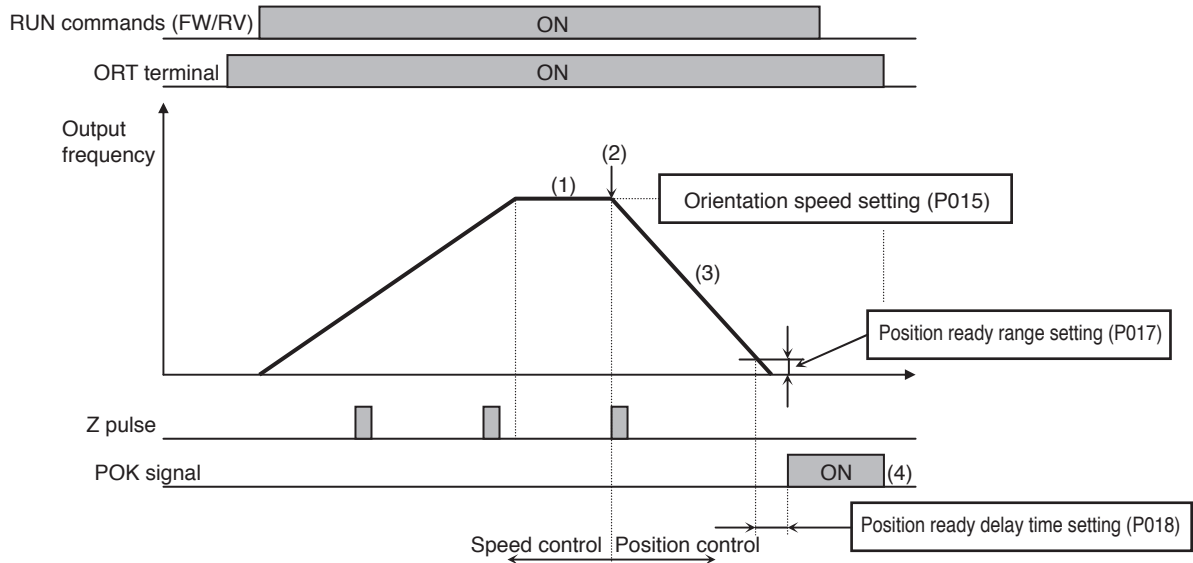 RUN commands (FW/RV)
ON
ORT terminal
ON
Output
frequency
(2)
(1)
Orientation speed setting (P015)
(3)
Position ready range setting (P017)
Z pulse
POK signal
ON
(4)
Position ready delay time setting (P018)
Speed control
Position control